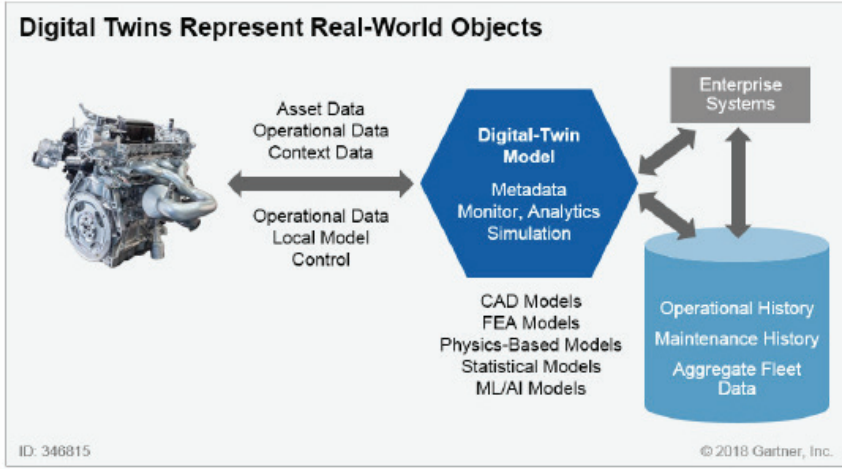 Digital Twins Represent Real-World Objects
Asset Data
Operational Data
Context Data
Operational Data
Local Model
Control
Digital-Twin
Model
Metadata
Monitor, Analytics
Simulation
CAD Models
FEA Models
Physics-Based Models
Statistical Models
ML/AI Models
Enterprise
Systems
Operational History
Maintenance History
Aggregate Fleet
Data
ID: 346815
© 2018 Gartner, Inc.